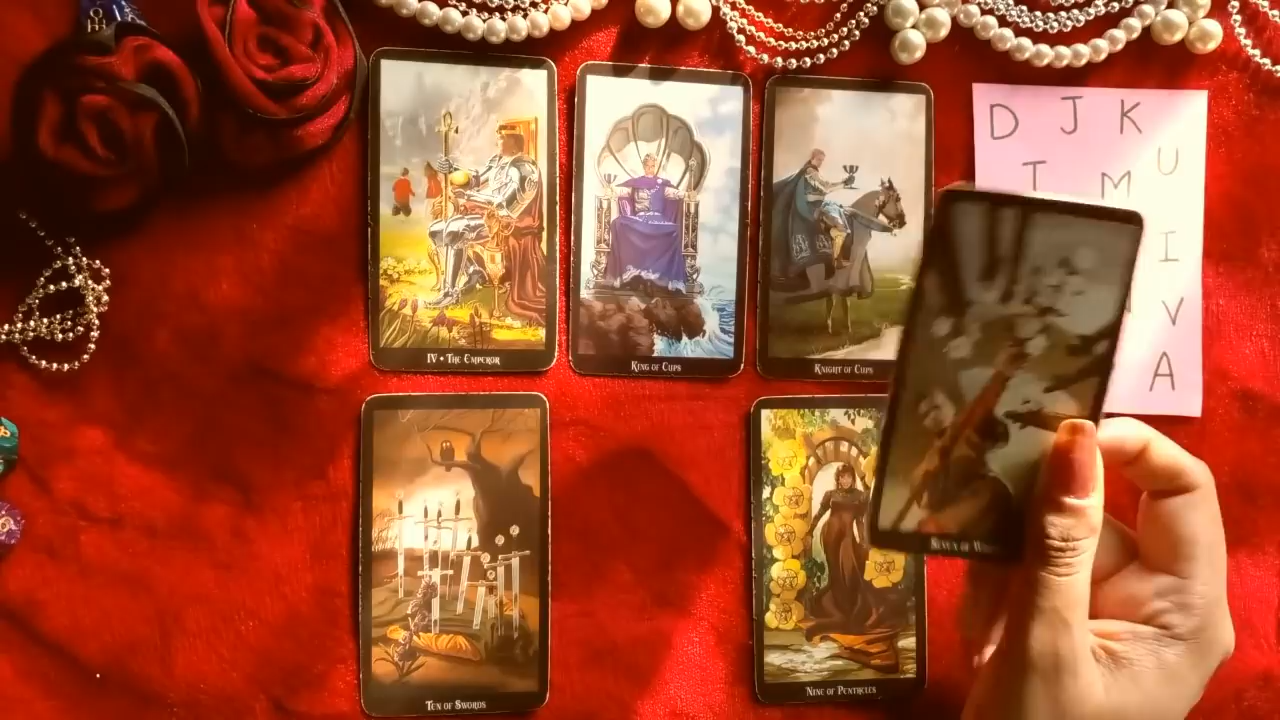 D J K
U
T M
I
V
A
IV • THE EMPEROR
KING OF CUPS
KNIGHT OF CUPS
TEN OF SWORDS
NINE OF PENTACLES